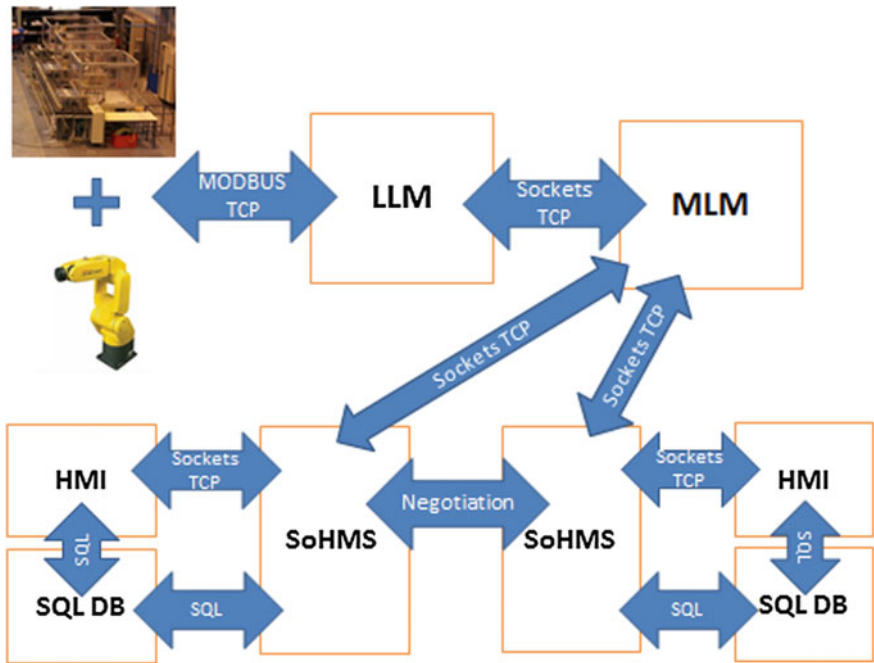 MODBUS
TCP
LLM
Sockets
TCP
MLM
Sockets TCP
Sockets TCP
HMI
Sockets
TCP
SoHMS
Negotiation
SoHMS
Sockets
TCP
HMI
SQL
SQL
SQL DB
SQL
SQL
SQL DB